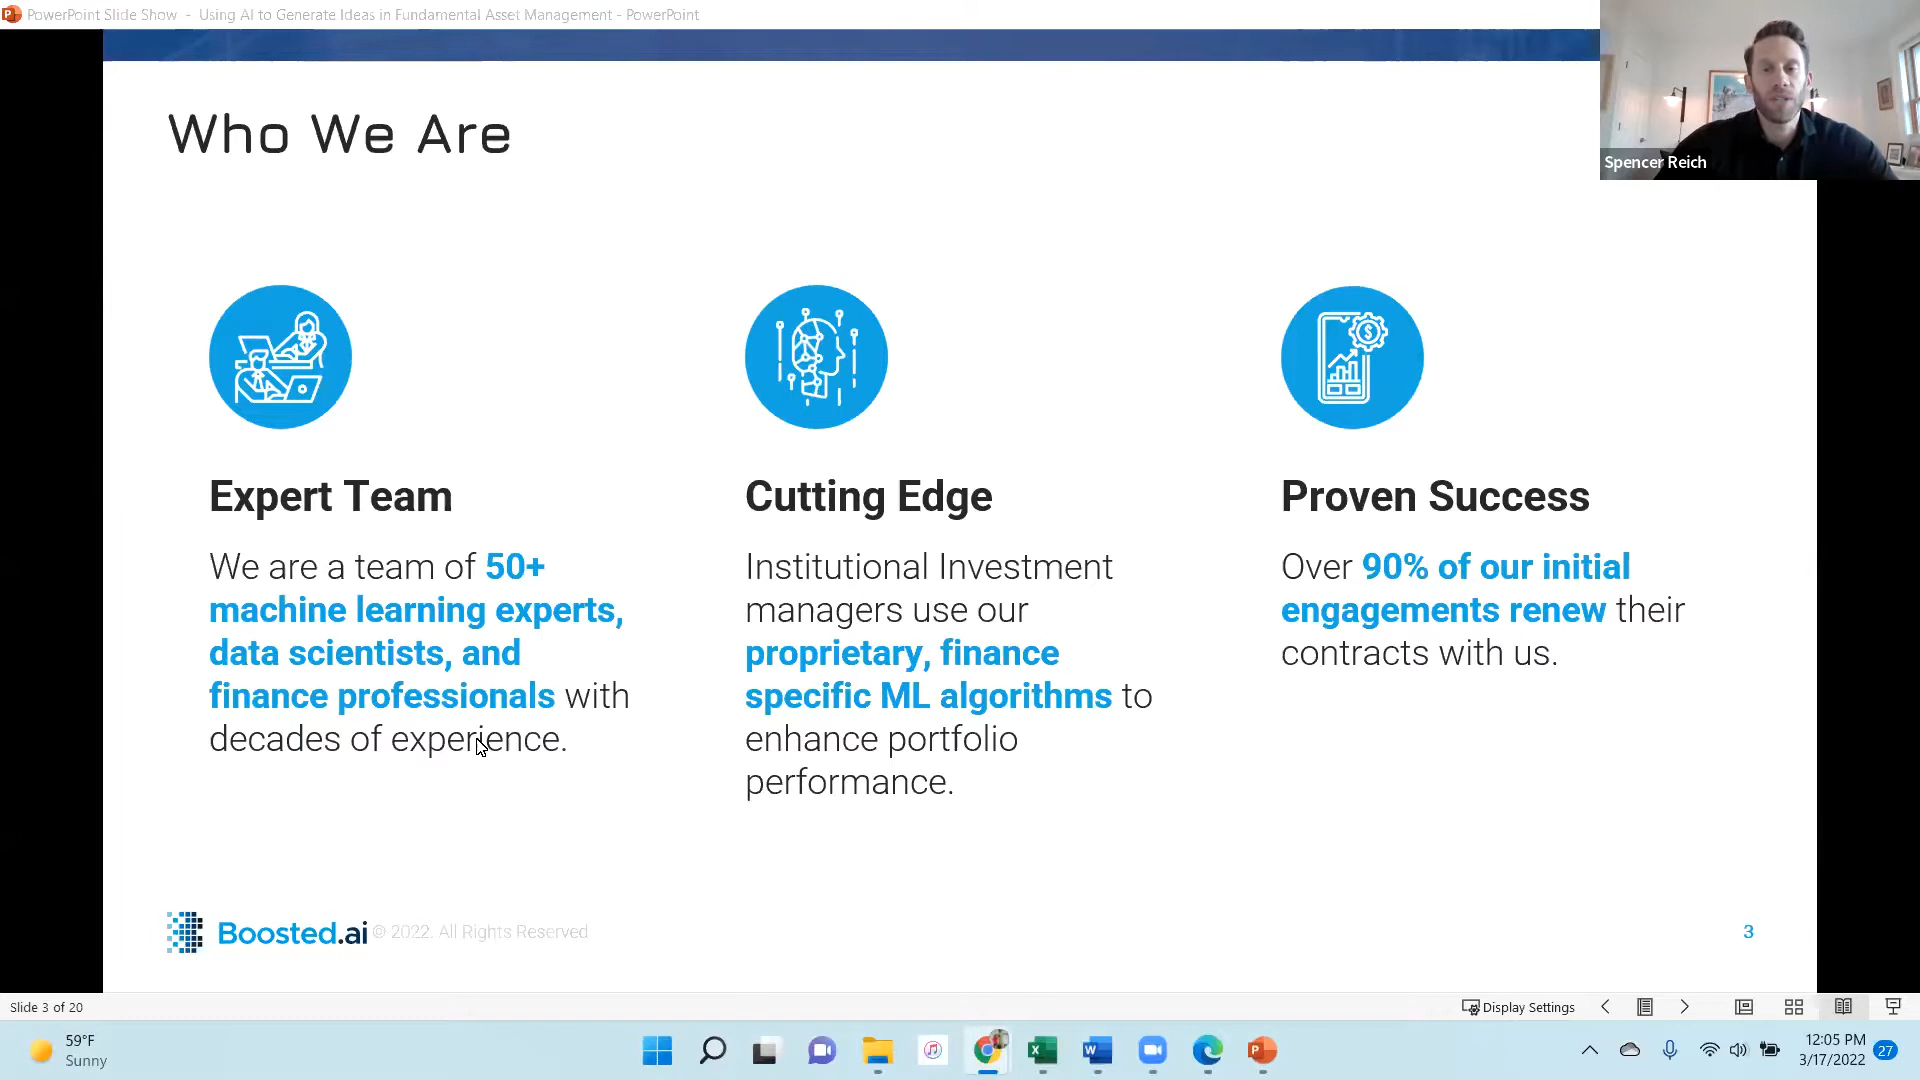 PowerPoint Slide Show - Using AI to Generate Ideas in Fundamental Asset Management - PowerPoint
Spencer Reich
Who We Are
Expert Team
We are a team of 50+
machine learning experts,
data scientists, and
finance professionals with
decades of experience.
Cutting Edge
Institutional Investment
managers use our
proprietary, finance
specific ML algorithms to
enhance portfolio
performance.
Proven Success
Over 90% of our initial
engagements renew their
contracts with us.
Boosted.ai © 2022. All Rights Reserved
3
Slide 3 of 20
Display Settings
59°F
Sunny
12:05 PM
3/17/2022
27